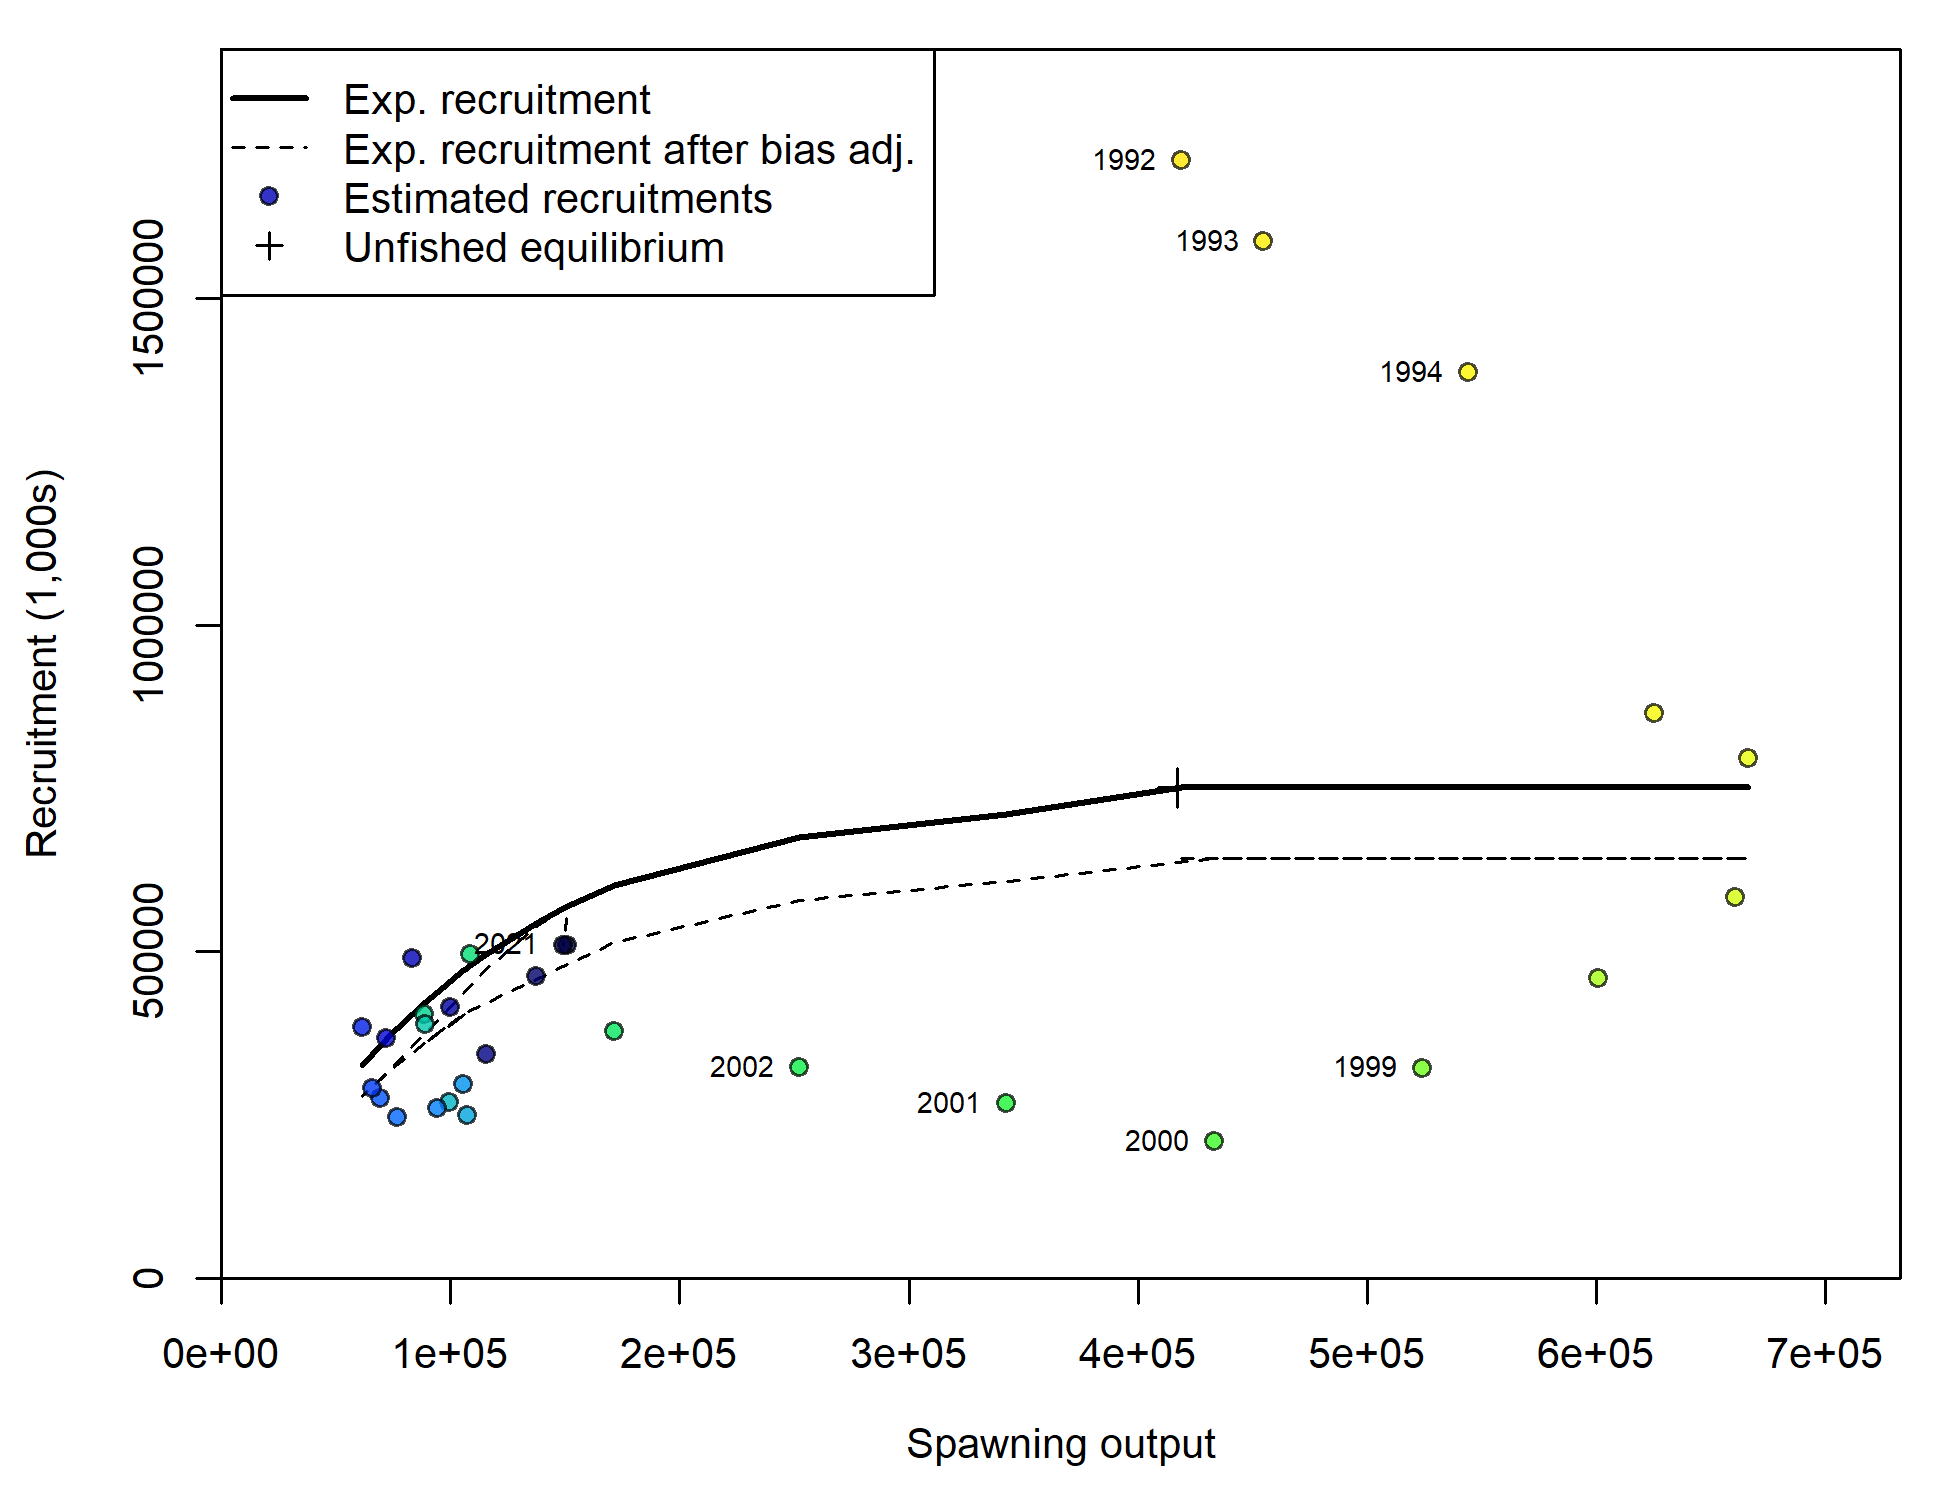 Exp. recruitment
Exp. recruitment after bias adj.
Estimated recruitments
Unfished equilibrium
1992
1993
1994
2021
2002
2001
2000
1999
Recruitment (1,000s)
1500000
1000000
500000
0
0e+00 1e+05 2e+05 3e+05 4e+05 5e+05 6e+05 7e+05
Spawning output